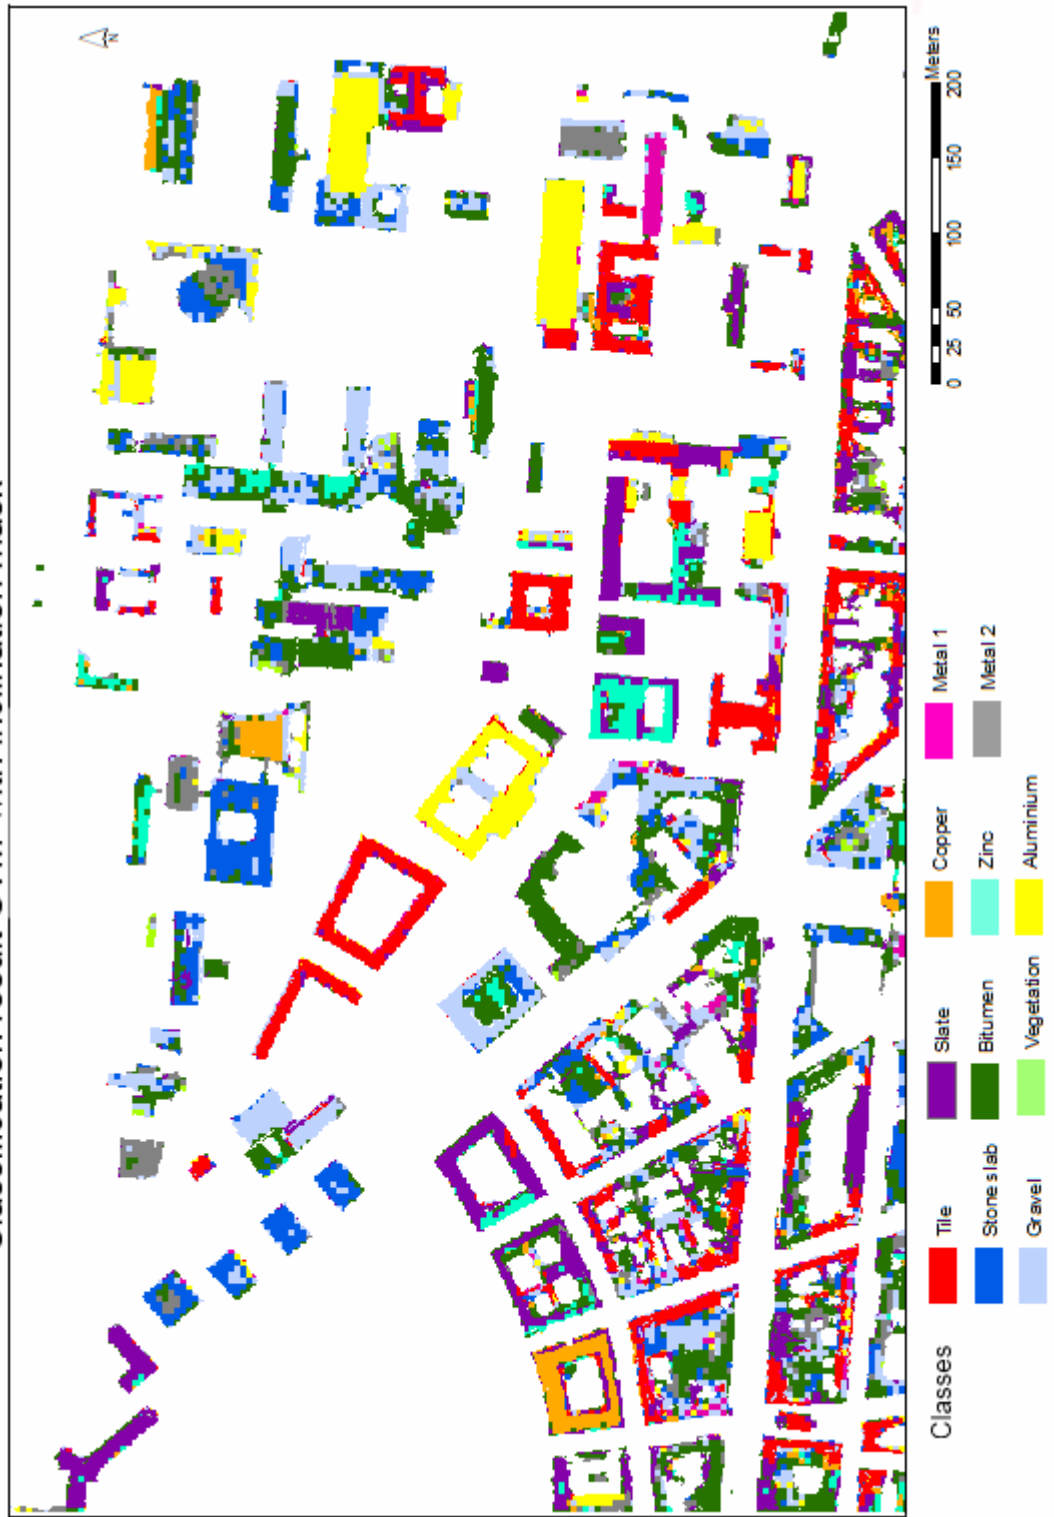 N
Meters
0 25 50 100 150 200
Classes
Tile Slate Copper Metal 1
Stone slab Bitumen Zinc Metal 2
Gravel Vegetation Aluminium